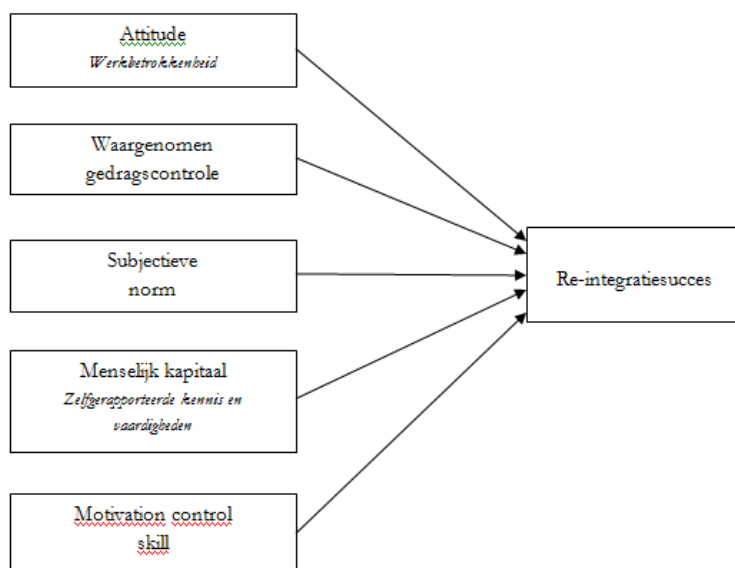 Attitude
Werkbetrokkenheid
Waargenomen
gedragscontrole
Subjectieve
norm
Re-integratiesucces
Menselijk kapitaal
Zelfgerapporteerde kennis en
vaardigheden
Motivation control
skill